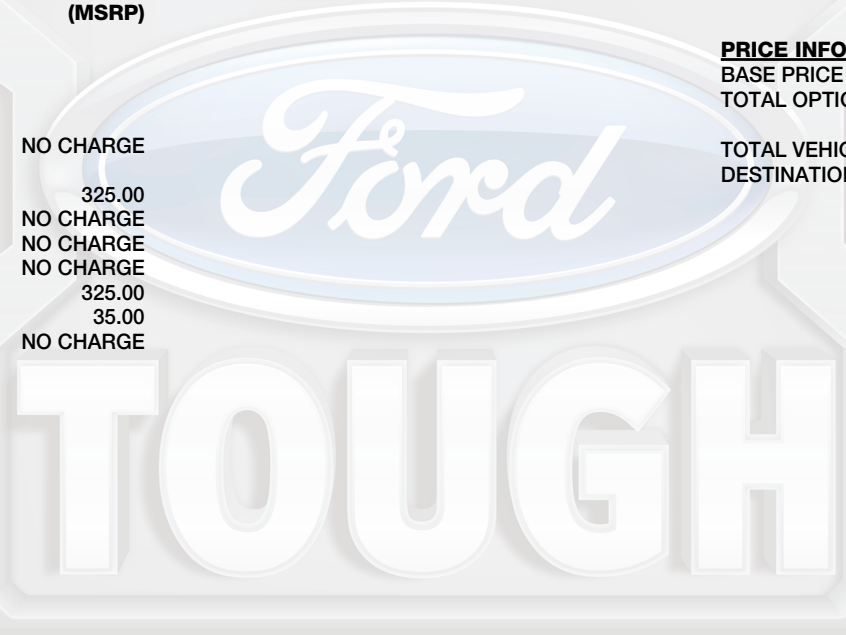 (MSRP)
NO CHARGE
325.00
NO CHARGE
NO CHARGE
NO CHARGE
325.00
35.00
NO CHARGE
PRICE INFO
BASE PRICE
TOTAL OPTIO
TOTAL VEHIC
DESTINATION
Ford
TOUGH